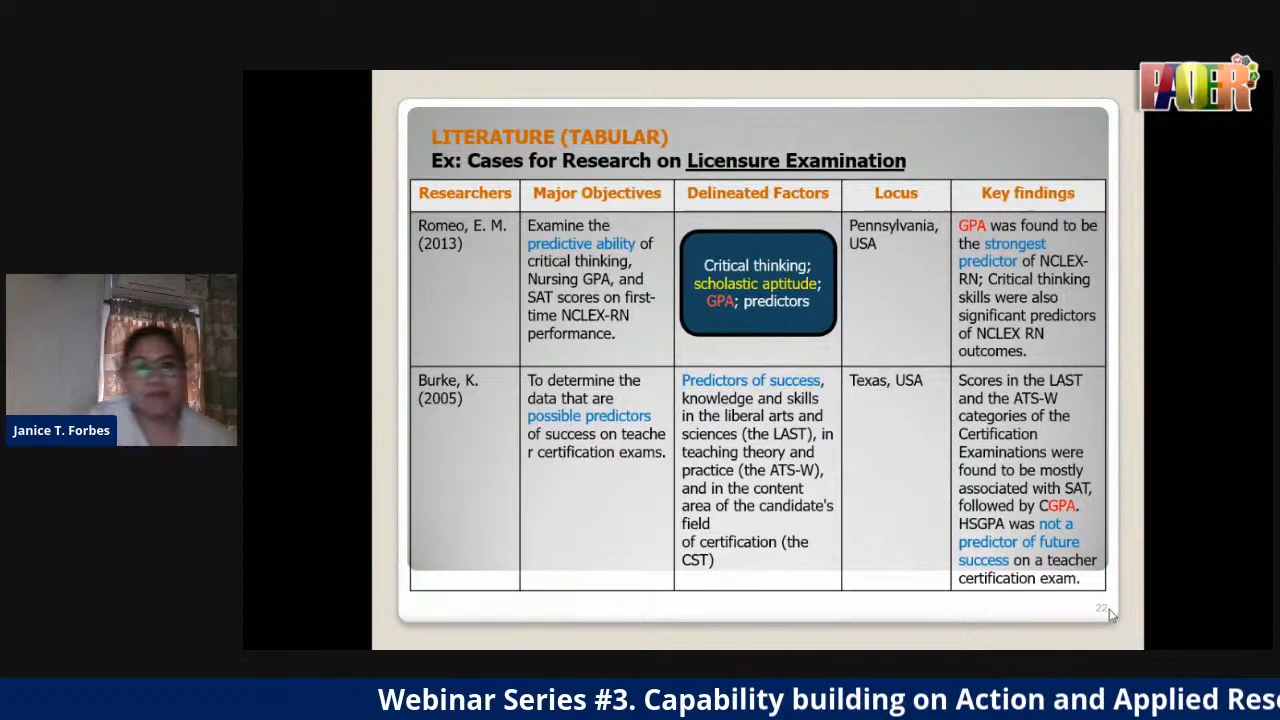 PAOER
LITERATURE (TABULAR)
Ex: Cases for Research on Licensure Examination
Researchers
Major Objectives
Delineated Factors
Locus
Key findings
Romeo, E. M.
(2013)
Examine the
predictive ability of
critical thinking,
Nursing GPA, and
SAT scores on first-
time NCLEX-RN
performance.
Critical thinking;
scholastic aptitude;
GPA; predictors
Pennsylvania,
USA
GPA was found to be
the strongest
predictor of NCLEX-
RN; Critical thinking
skills were also
significant predictors
of NCLEX RN
outcomes.
Burke, K.
(2005)
To determine the
data that are
possible predictors
of success on teache
r certification exams.
Predictors of success,
knowledge and skills
in the liberal arts and
sciences (the LAST), in
teaching theory and
practice (the ATS-W),
and in the content
area of the candidate's
field
of certification (the
CST)
Texas, USA
Scores in the LAST
and the ATS-W
categories of the
Certification
Examinations were
found to be mostly
associated with SAT,
followed by CGPA.
HSGPA was not a
predictor of future
success on a teacher
certification exam.
22
Janice T. Forbes
Webinar Series #3. Capability building on Action and Applied Rese